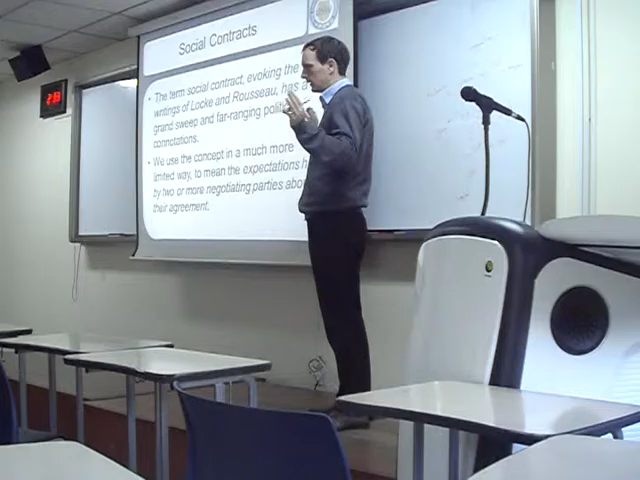 Social Contracts
• The term social contract, evoking the
writings of Locke and Rousseau, has a
grand sweep and far-ranging
connotations.
• We use the concept in a much more
limited way, to mean the expectations
by two or more negotiating parties
their agreement.